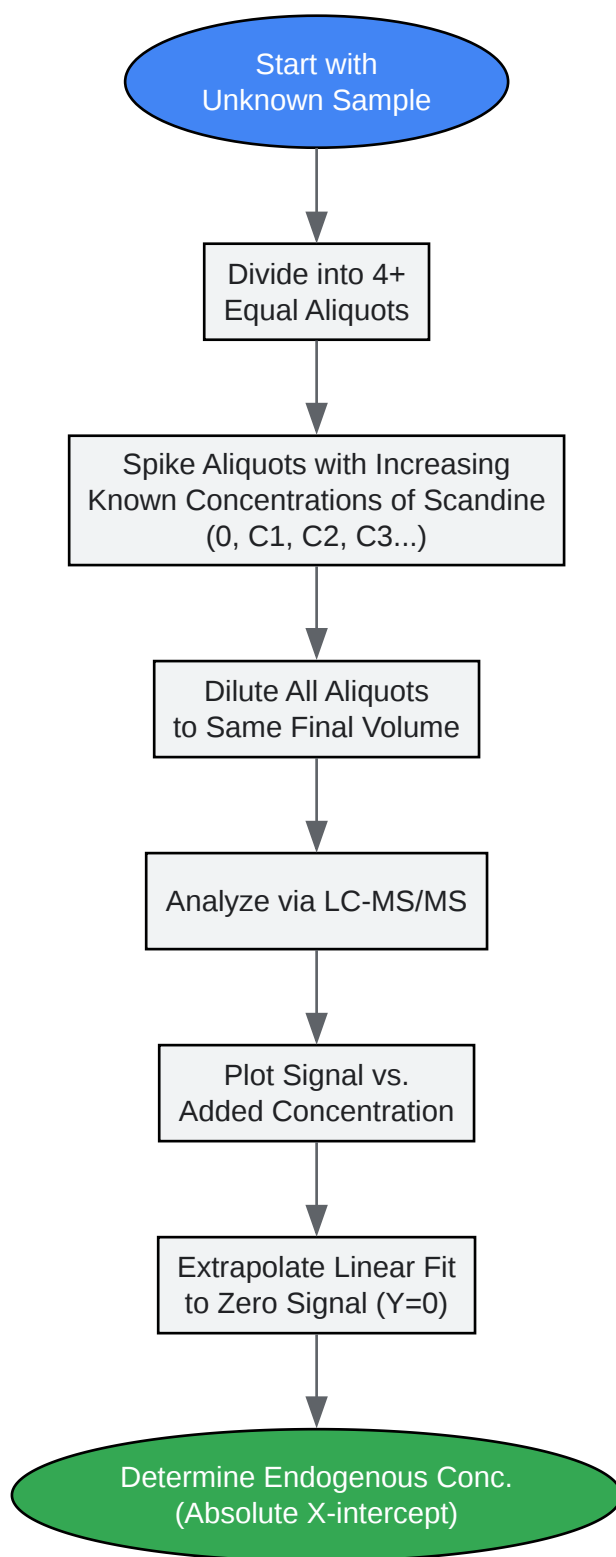 Start with
Unknown Sample
Divide into 4+
Equal Aliquots
Spike Aliquots with Increasing
Known Concentrations of Scandine
(0, C1, C2, C3...)
Dilute All Aliquots
to Same Final Volume
Analyze via LC-MS/MS
Plot Signal vs.
Added Concentration
Extrapolate Linear Fit
to Zero Signal (Y=0)
Determine Endogenous Conc.
(Absolute X-intercept)